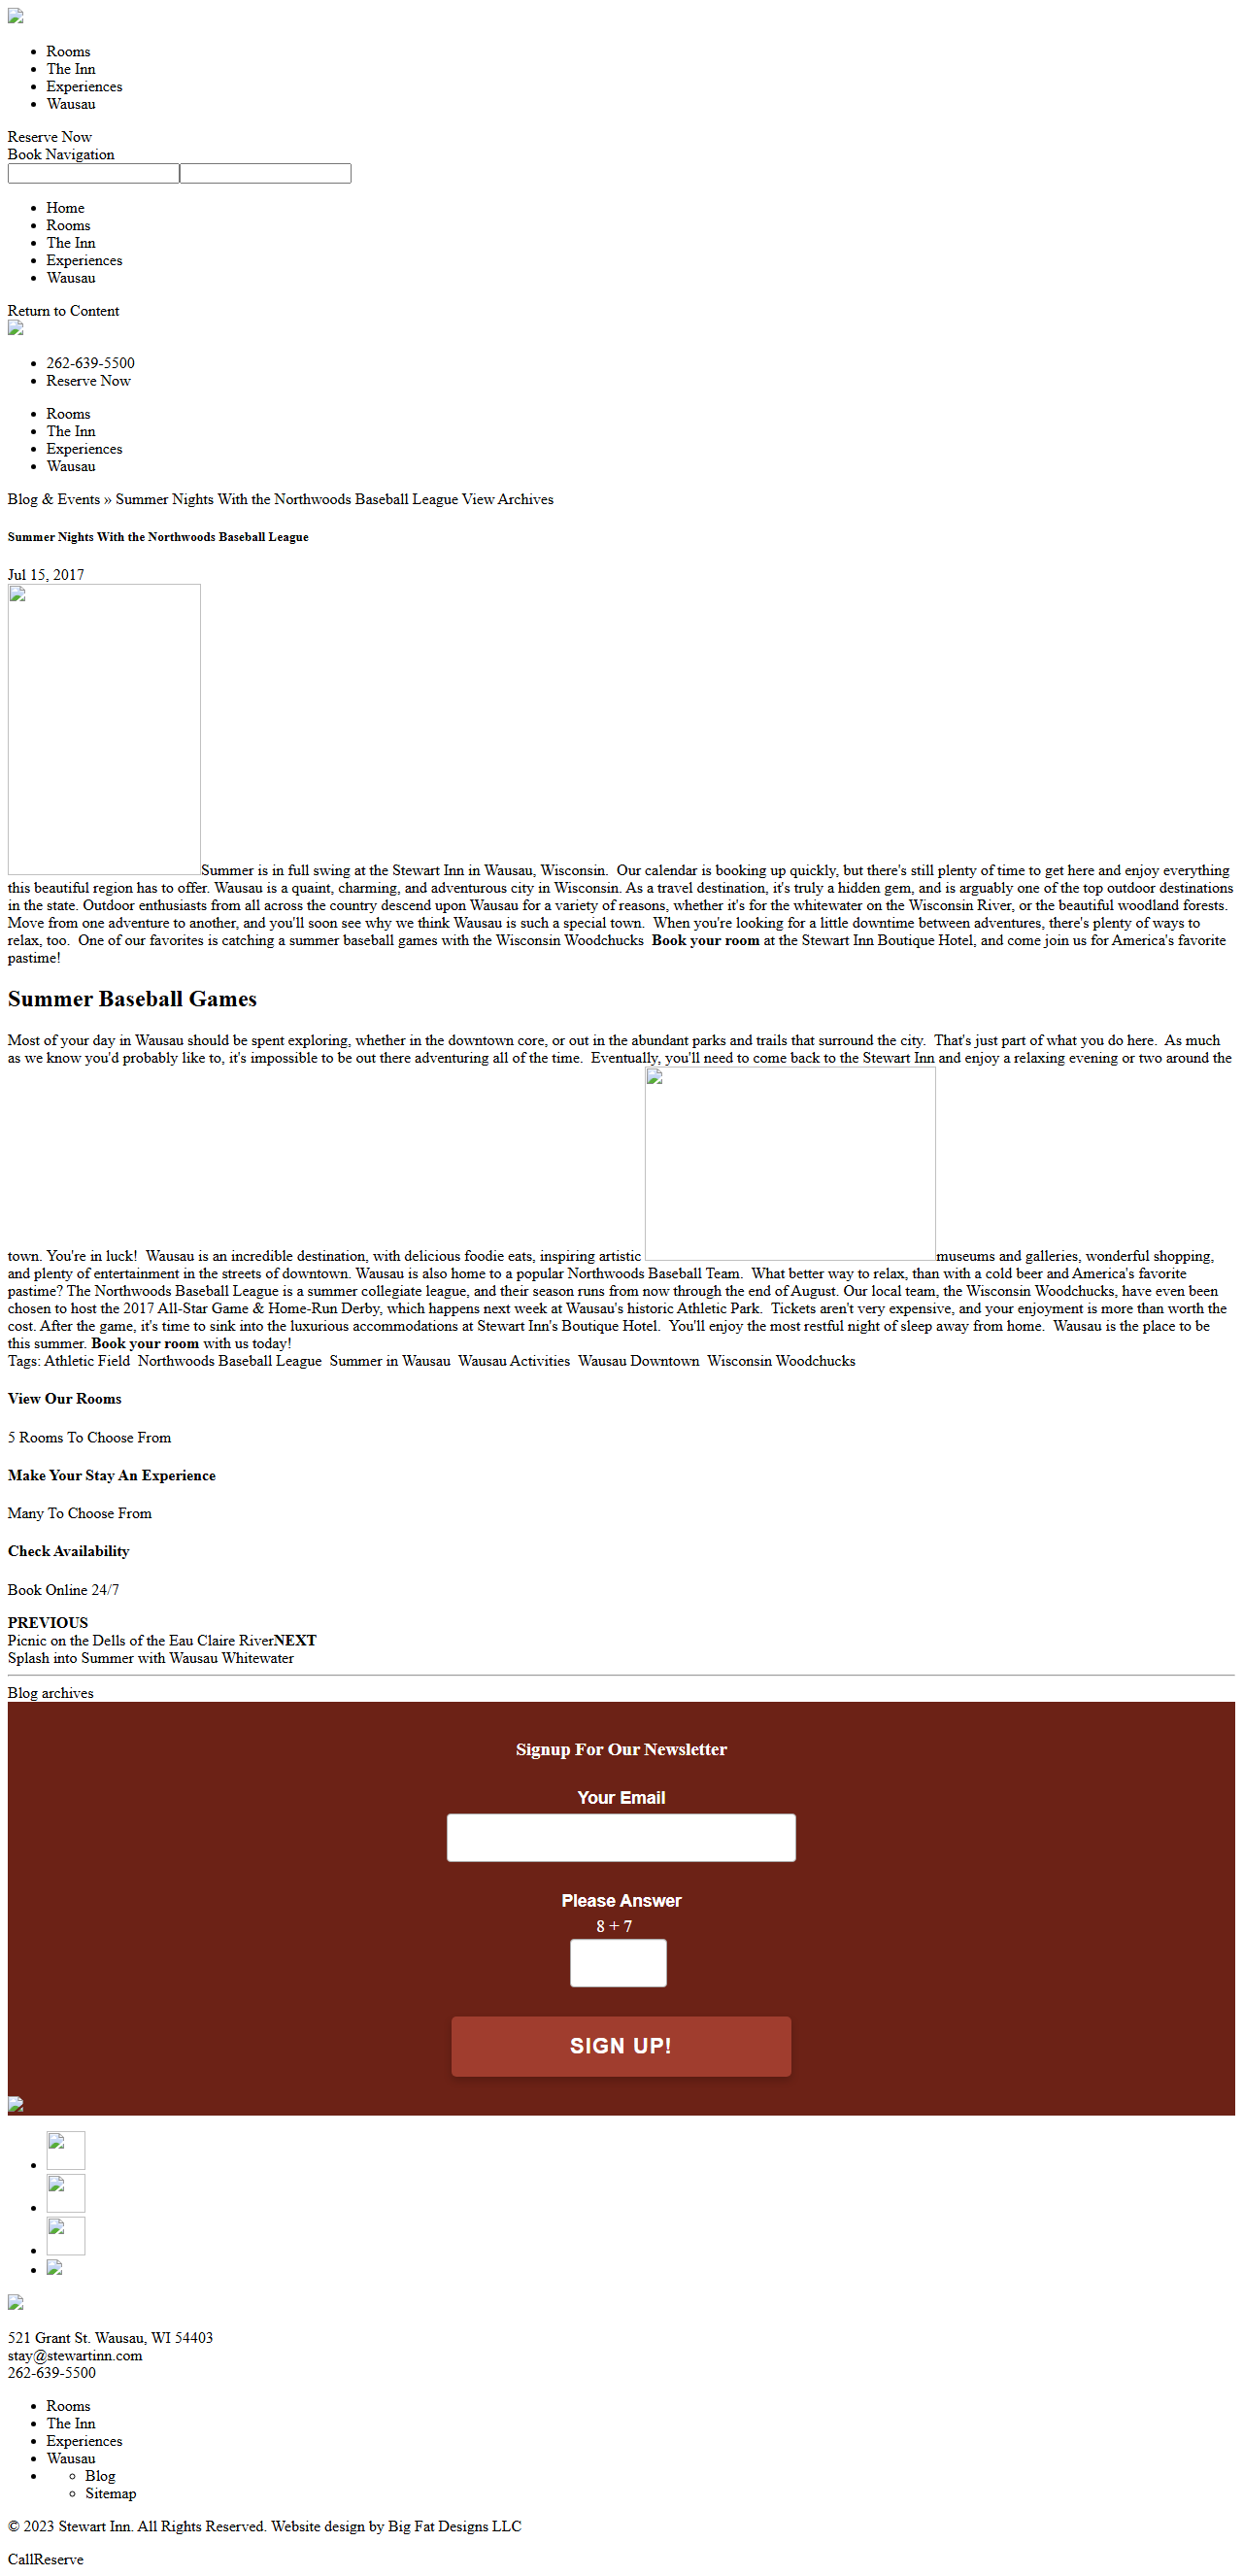 Rooms
The Inn
Experiences
Wausau
Reserve Now
Book Navigation
Home
Rooms
The Inn
Experiences
Wausau
Return to Content
262-639-5500
Reserve Now
Rooms
The Inn
Experiences
Wausau
Blog & Events » Summer Nights With the Northwoods Baseball League View Archives
Summer Nights With the Northwoods Baseball League
Jul 15, 2017
Summer is in full swing at the Stewart Inn in Wausau, Wisconsin.  Our calendar is booking up quickly, but there's still plenty of time to get here and enjoy everything
this beautiful region has to offer. Wausau is a quaint, charming, and adventurous city in Wisconsin. As a travel destination, it's truly a hidden gem, and is arguably one of the top outdoor destinations
in the state. Outdoor enthusiasts from all across the country descend upon Wausau for a variety of reasons, whether it's for the whitewater on the Wisconsin River, or the beautiful woodland forests.
Move from one adventure to another, and you'll soon see why we think Wausau is such a special town.  When you're looking for a little downtime between adventures, there's plenty of ways to
relax, too.  One of our favorites is catching a summer baseball games with the Wisconsin Woodchucks  Book your room at the Stewart Inn Boutique Hotel, and come join us for America's favorite
pastime!
Summer Baseball Games
Most of your day in Wausau should be spent exploring, whether in the downtown core, or out in the abundant parks and trails that surround the city.  That's just part of what you do here.  As much
as we know you'd probably like to, it's impossible to be out there adventuring all of the time.  Eventually, you'll need to come back to the Stewart Inn and enjoy a relaxing evening or two around the
town. You're in luck!  Wausau is an incredible destination, with delicious foodie eats, inspiring artistic museums and galleries, wonderful shopping,
and plenty of entertainment in the streets of downtown. Wausau is also home to a popular Northwoods Baseball Team.  What better way to relax, than with a cold beer and America's favorite
pastime? The Northwoods Baseball League is a summer collegiate league, and their season runs from now through the end of August. Our local team, the Wisconsin Woodchucks, have even been
chosen to host the 2017 All-Star Game & Home-Run Derby, which happens next week at Wausau's historic Athletic Park.  Tickets aren't very expensive, and your enjoyment is more than worth the
cost. After the game, it's time to sink into the luxurious accommodations at Stewart Inn's Boutique Hotel.  You'll enjoy the most restful night of sleep away from home.  Wausau is the place to be
this summer. Book your room with us today!
Tags: Athletic Field  Northwoods Baseball League  Summer in Wausau  Wausau Activities  Wausau Downtown  Wisconsin Woodchucks
View Our Rooms
5 Rooms To Choose From
Make Your Stay An Experience
Many To Choose From
Check Availability
Book Online 24/7
PREVIOUS
Picnic on the Dells of the Eau Claire RiverNEXT
Splash into Summer with Wausau Whitewater
Blog archives
Signup For Our Newsletter
Your Email
Please Answer
8 + 7
SIGN UP!
521 Grant St. Wausau, WI 54403
stay@stewartinn.com
262-639-5500
Rooms
The Inn
Experiences
Wausau
Blog
Sitemap
© 2023 Stewart Inn. All Rights Reserved. Website design by Big Fat Designs LLC
CallReserve